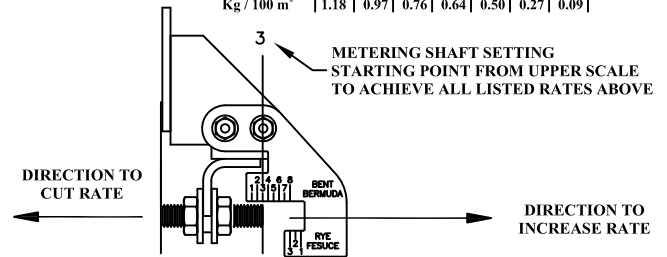 Kg / 100 m² | 1.18 | 0.97 | 0.76 | 0.64 | 0.50 | 0.27 | 0.09 |
3
METERING SHAFT SETTING
STARTING POINT FROM UPPER SCALE
TO ACHIEVE ALL LISTED RATES ABOVE
DIRECTION TO
CUT RATE
2 4 6 8
1 3 5 7
BENT
BERMUDA
DIRECTION TO
INCREASE RATE
RYE
FESUCE
3 2 1